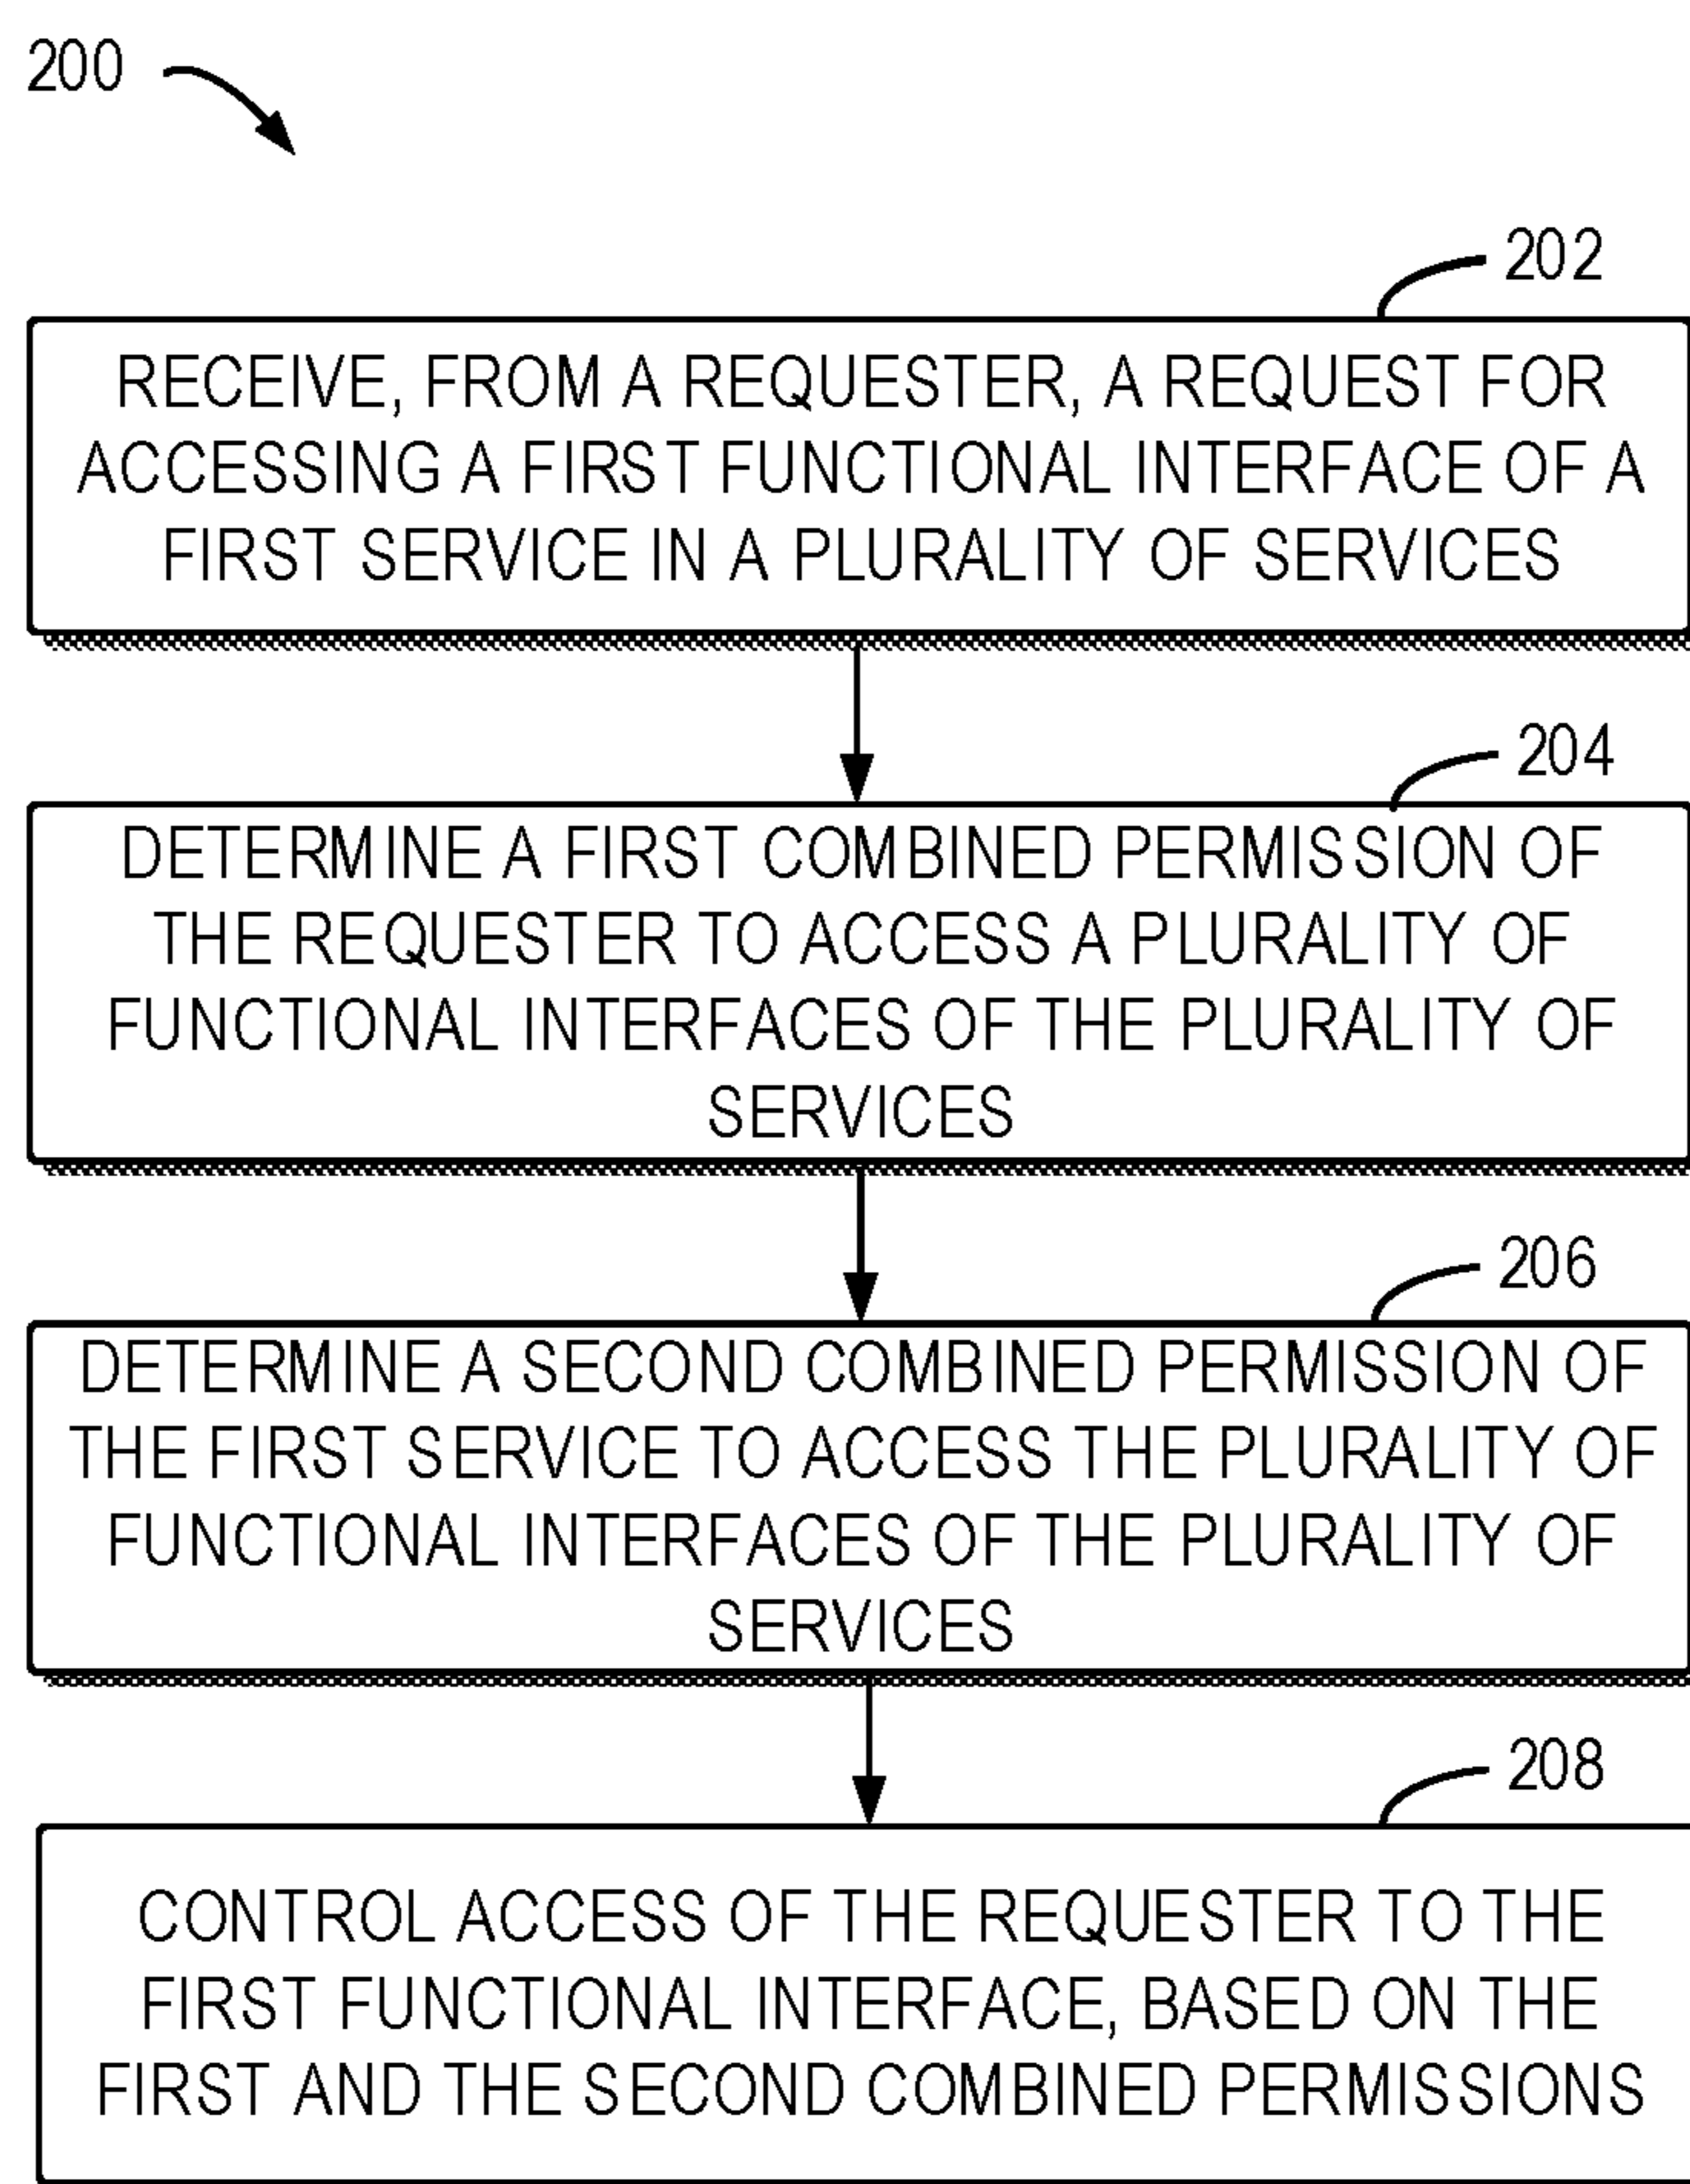 200
202
RECEIVE, FROM A REQUESTER, A REQUEST FOR
ACCESSING A FIRST FUNCTIONAL INTERFACE OF A
FIRST SERVICE IN A PLURALITY OF SERVICES
204
DETERMINE A FIRST COMBINED PERMISSION OF
THE REQUESTER TO ACCESS A PLURALITY OF
FUNCTIONAL INTERFACES OF THE PLURALITY OF
SERVICES
206
DETERMINE A SECOND COMBINED PERMISSION OF
THE FIRST SERVICE TO ACCESS THE PLURALITY OF
FUNCTIONAL INTERFACES OF THE PLURALITY OF
SERVICES
208
CONTROL ACCESS OF THE REQUESTER TO THE
FIRST FUNCTIONAL INTERFACE, BASED ON THE
FIRST AND THE SECOND COMBINED PERMISSIONS